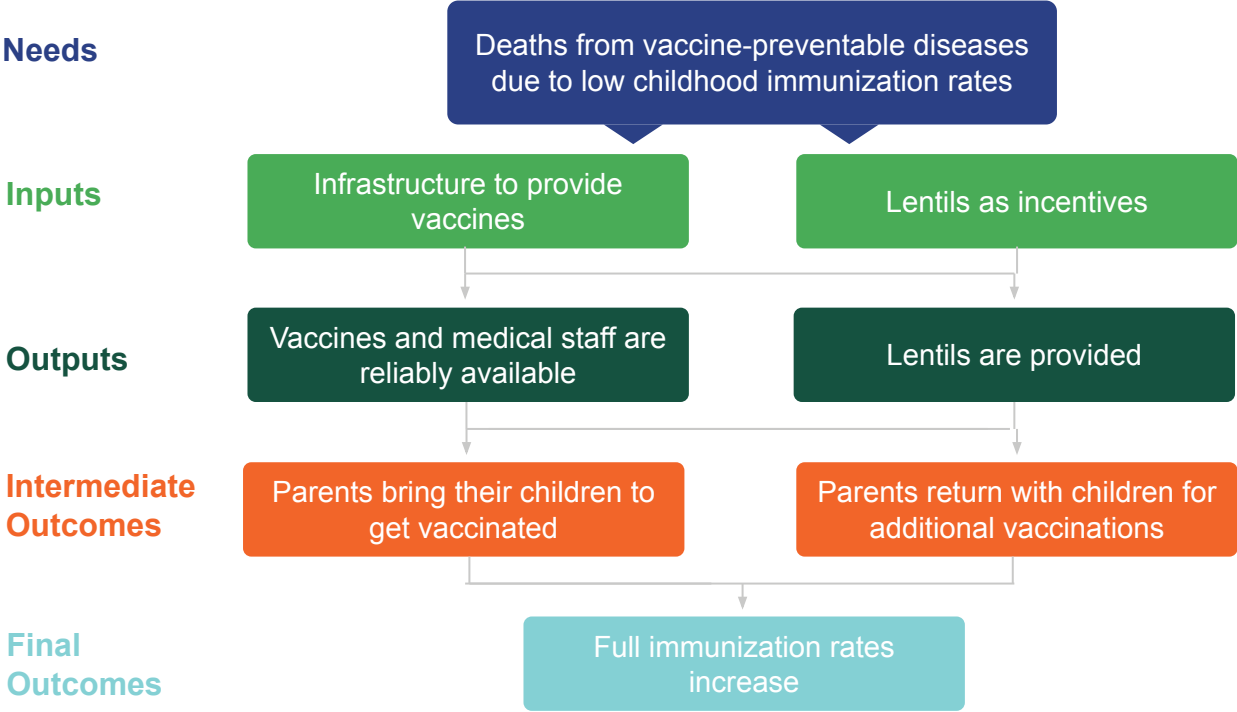 Needs
Deaths from vaccine-preventable diseases
due to low childhood immunization rates
Inputs
Infrastructure to provide
vaccines
Lentils as incentives
Outputs
Vaccines and medical staff are
reliably available
Lentils are provided
Intermediate
Outcomes
Parents bring their children to
get vaccinated
Parents return with children for
additional vaccinations
Final
Outcomes
Full immunization rates
increase